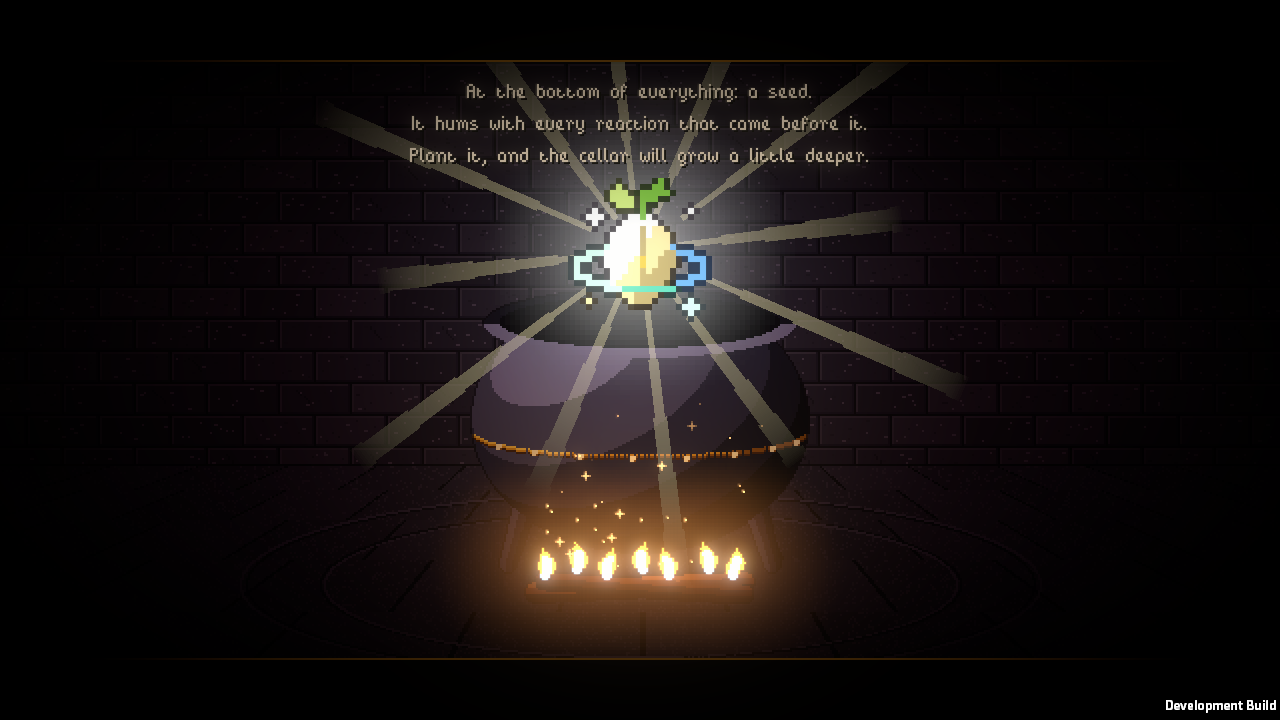 At the bottom of everything: a seed.
It hums with every reaction that came before it.
Plant it, and the cellar will grow a little deeper.
Development Build